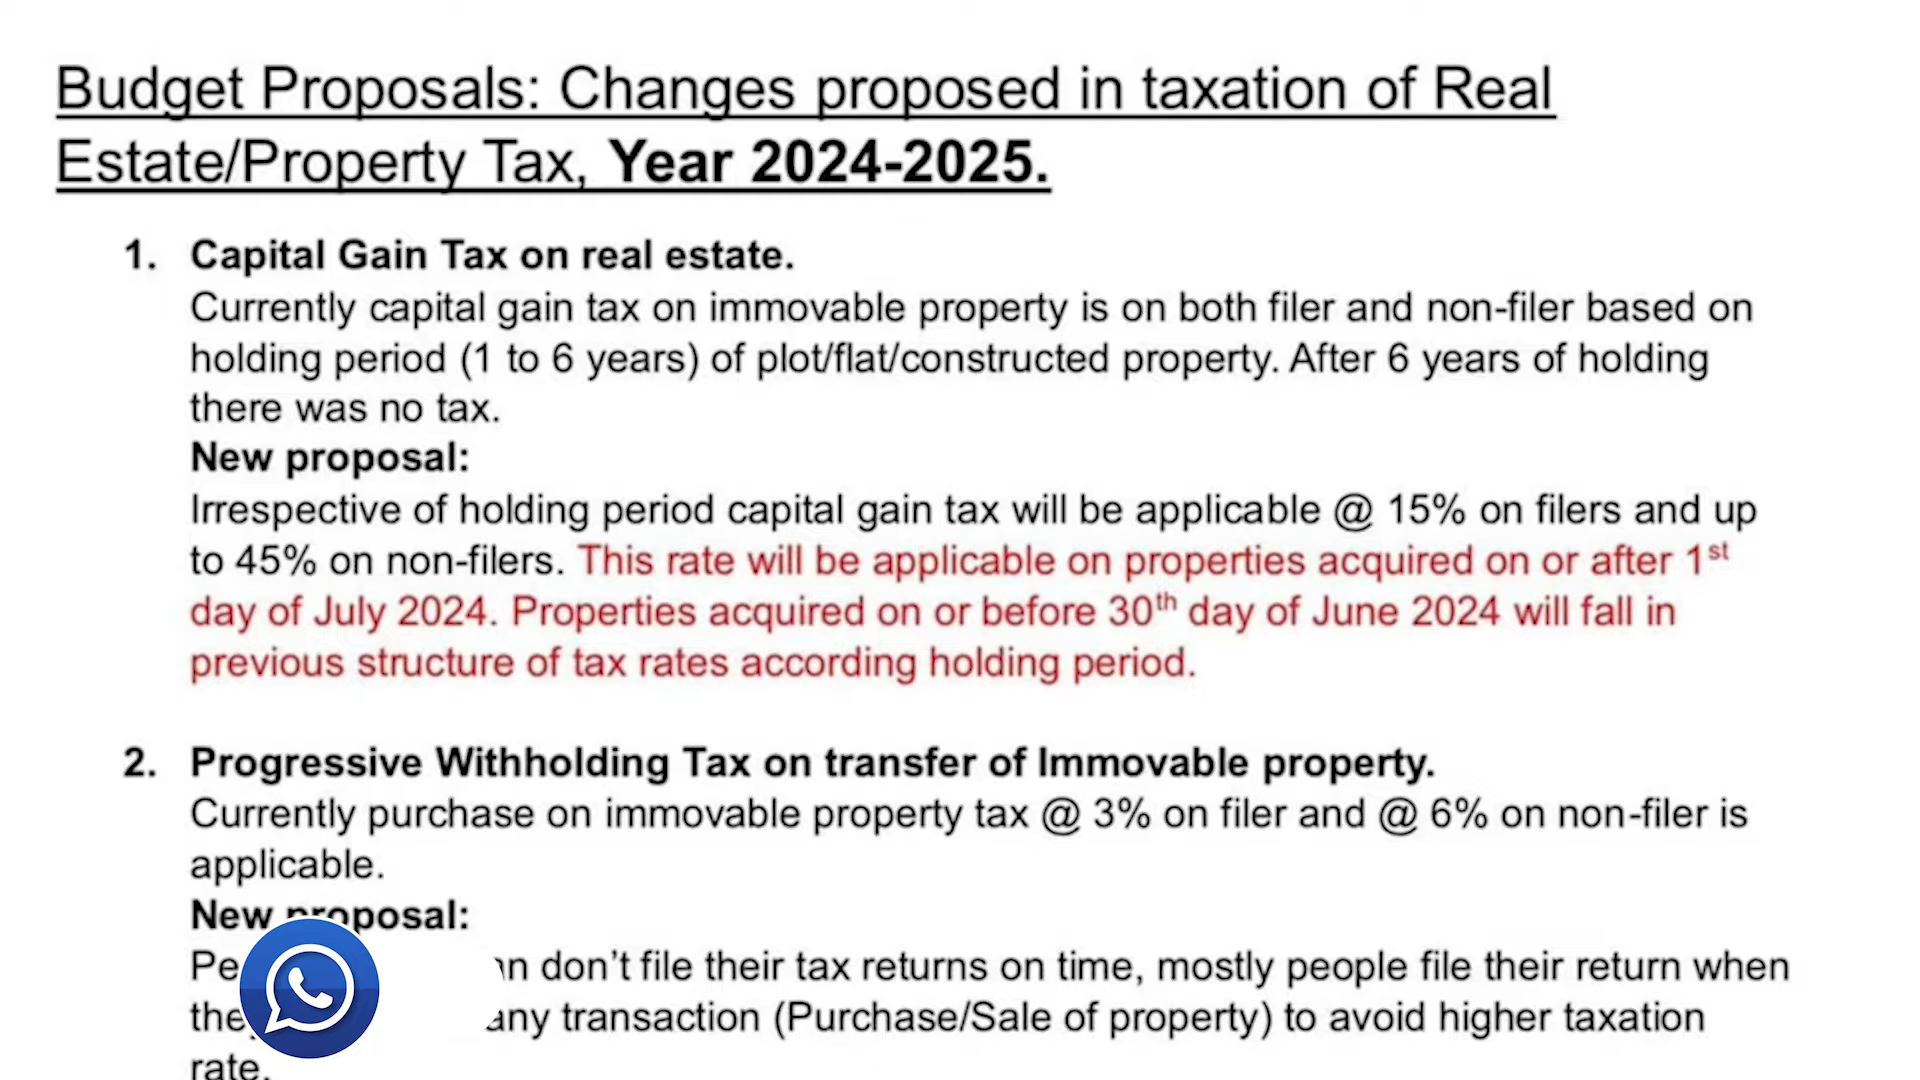 Budget Proposals: Changes proposed in taxation of Real
Estate/Property Tax, Year 2024-2025.
1. Capital Gain Tax on real estate.
Currently capital gain tax on immovable property is on both filer and non-filer based on
holding period (1 to 6 years) of plot/flat/constructed property. After 6 years of holding
there was no tax.
New proposal:
Irrespective of holding period capital gain tax will be applicable @ 15% on filers and up
to 45% on non-filers. This rate will be applicable on properties acquired on or after 1st
day of July 2024. Properties acquired on or before 30th day of June 2024 will fall in
previous structure of tax rates according holding period.
2. Progressive Withholding Tax on transfer of Immovable property.
Currently purchase on immovable property tax @ 3% on filer and @ 6% on non-filer is
applicable.
New proposal:
don't file their tax returns on time, mostly people file their return when
any transaction (Purchase/Sale of property) to avoid higher taxation
rate.